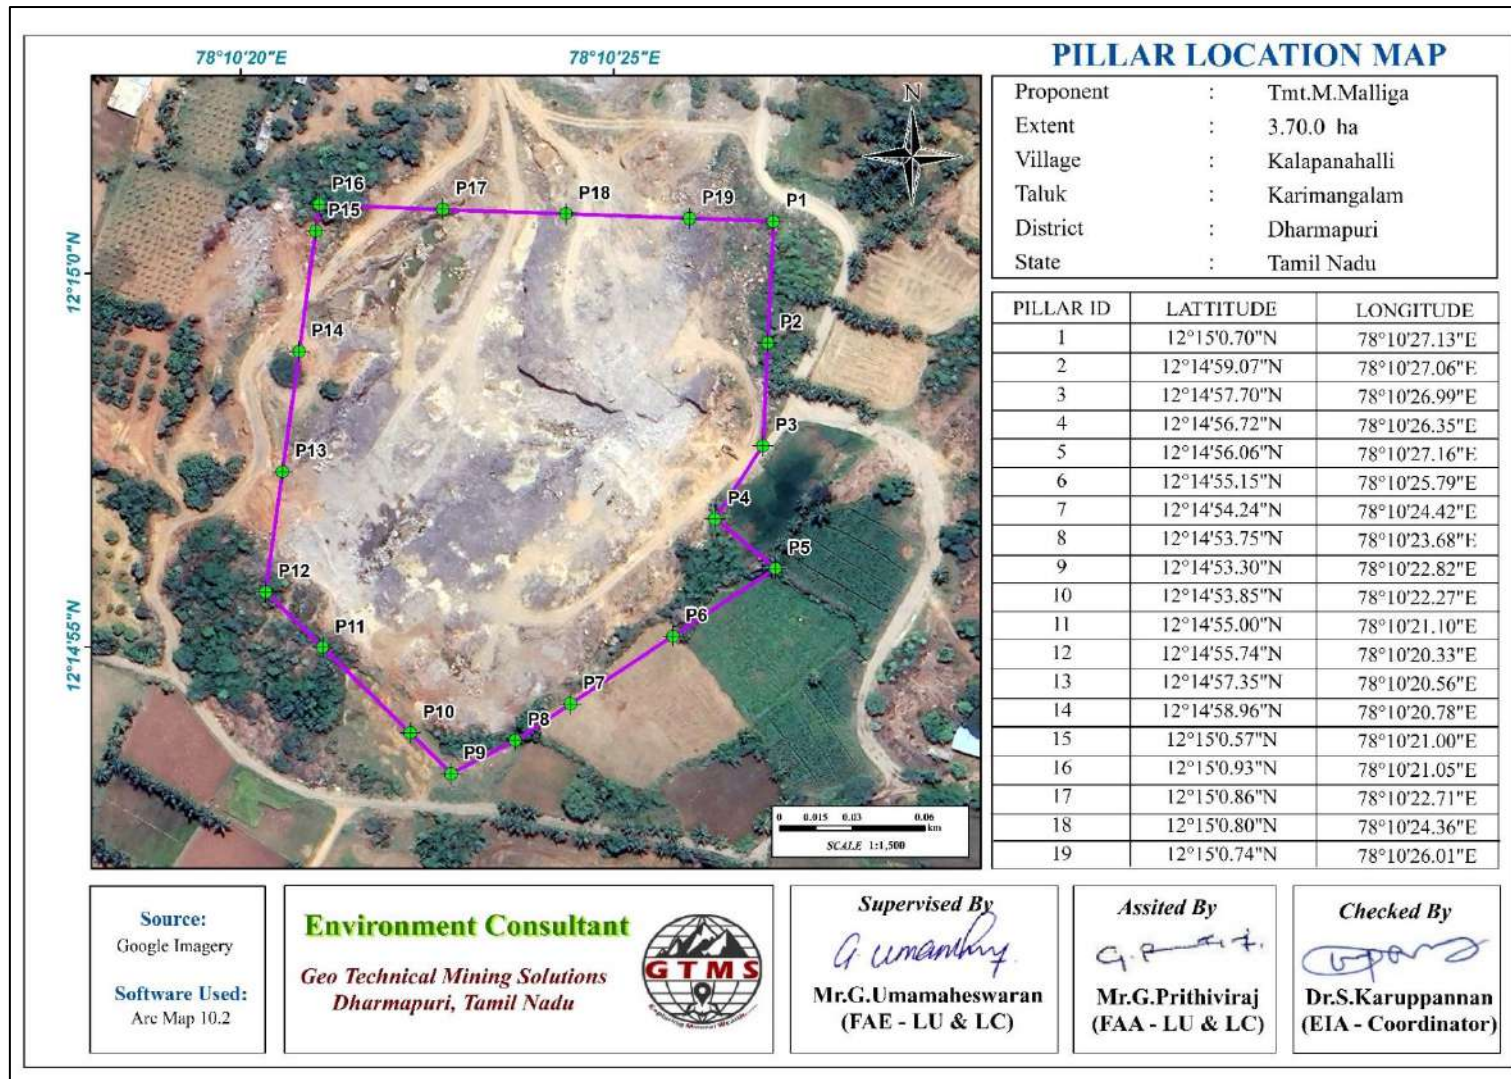 78°10'20"E
78°10'25"E
12°15'0"N
12°14'55"N
N
P16
P17
P18
P19
P1
P15
P14
P2
P3
P13
P4
P5
P12
P11
P6
P7
P10
P8
P9
0 0.015 0.03 0.06
km
SCALE 1:1,500
PILLAR LOCATION MAP
Proponent : Tmt.M.Malliga
Extent : 3.70.0 ha
Village : Kalapanahalli
Taluk : Karimangalam
District : Dharmapuri
State : Tamil Nadu
PILLAR ID LATTITUDE LONGITUDE
1 12°15'0.70"N 78°10'27.13"E
2 12°14'59.07"N 78°10'27.06"E
3 12°14'57.70"N 78°10'26.99"E
4 12°14'56.72"N 78°10'26.35"E
5 12°14'56.06"N 78°10'27.16"E
6 12°14'55.15"N 78°10'25.79"E
7 12°14'54.24"N 78°10'24.42"E
8 12°14'53.75"N 78°10'23.68"E
9 12°14'53.30"N 78°10'22.82"E
10 12°14'53.85"N 78°10'22.27"E
11 12°14'55.00"N 78°10'21.10"E
12 12°14'55.74"N 78°10'20.33"E
13 12°14'57.35"N 78°10'20.56"E
14 12°14'58.96"N 78°10'20.78"E
15 12°15'0.57"N 78°10'21.00"E
16 12°15'0.93"N 78°10'21.05"E
17 12°15'0.86"N 78°10'22.71"E
18 12°15'0.80"N 78°10'24.36"E
19 12°15'0.74"N 78°10'26.01"E
Source:
Google Imagery
Software Used:
Arc Map 10.2
Environment Consultant
Geo Technical Mining Solutions
Dharmapuri, Tamil Nadu
GTMS
Exploring Mineral Wealth
Supervised By
Mr.G.Umamaheswaran
(FAE - LU & LC)
Assited By
Mr.G.Prithiviraj
(FAA - LU & LC)
Checked By
Dr.S.Karuppannan
(EIA - Coordinator)